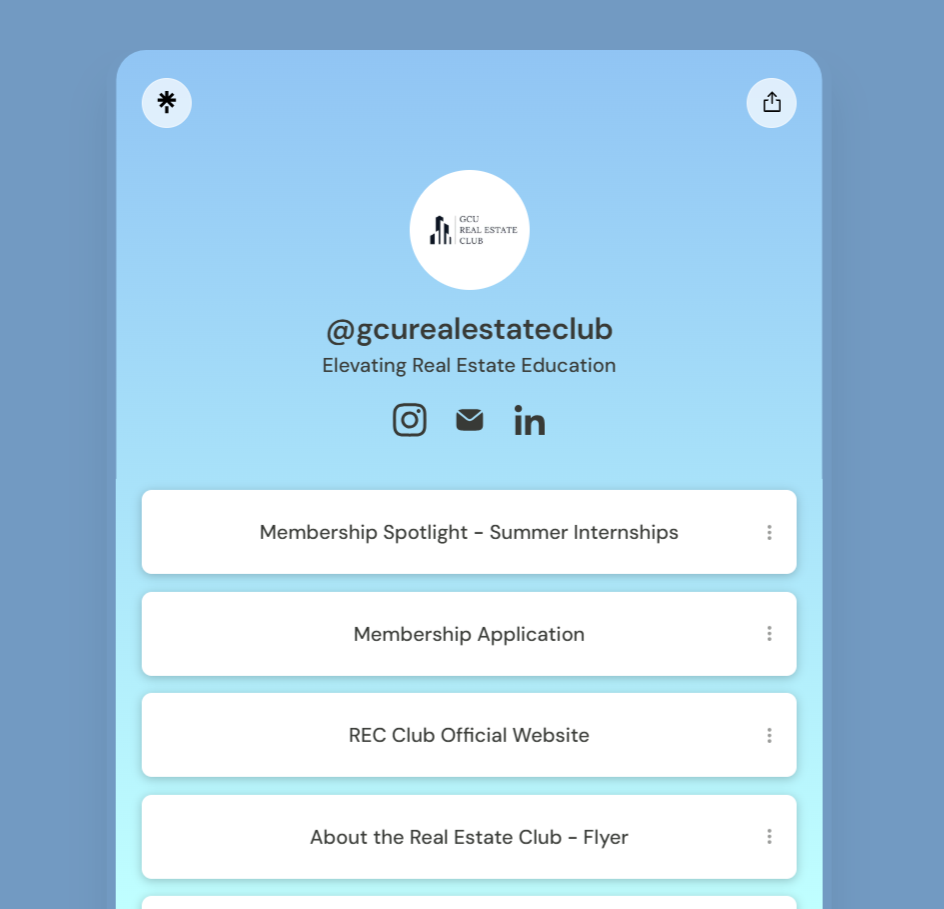 GCU
REAL ESTATE
CLUB
@gcurealestateclub
Elevating Real Estate Education
Membership Spotlight - Summer Internships
Membership Application
REC Club Official Website
About the Real Estate Club - Flyer